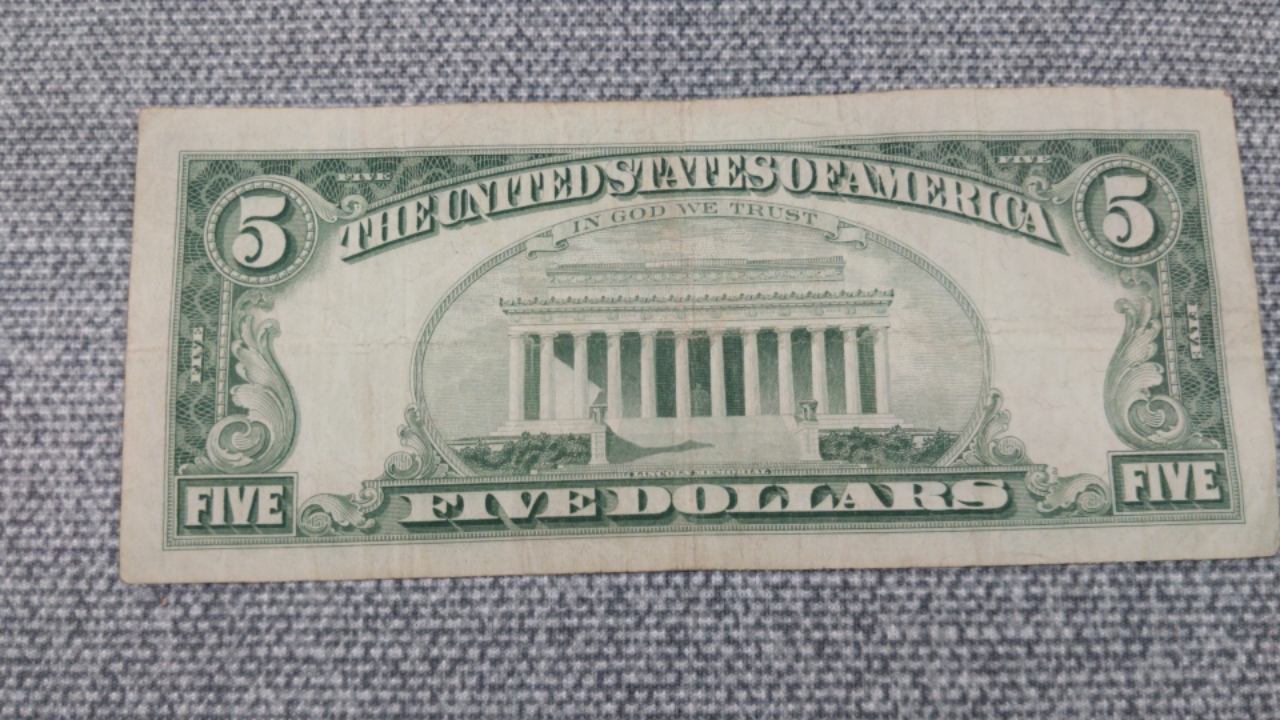 FIVE FIVE
5 THE UNITED STATES OF AMERICA 5
IN GOD WE TRUST
FIVE FIVE
LINCOLN MEMORIAL
FIVE FIVE DOLLARS FIVE